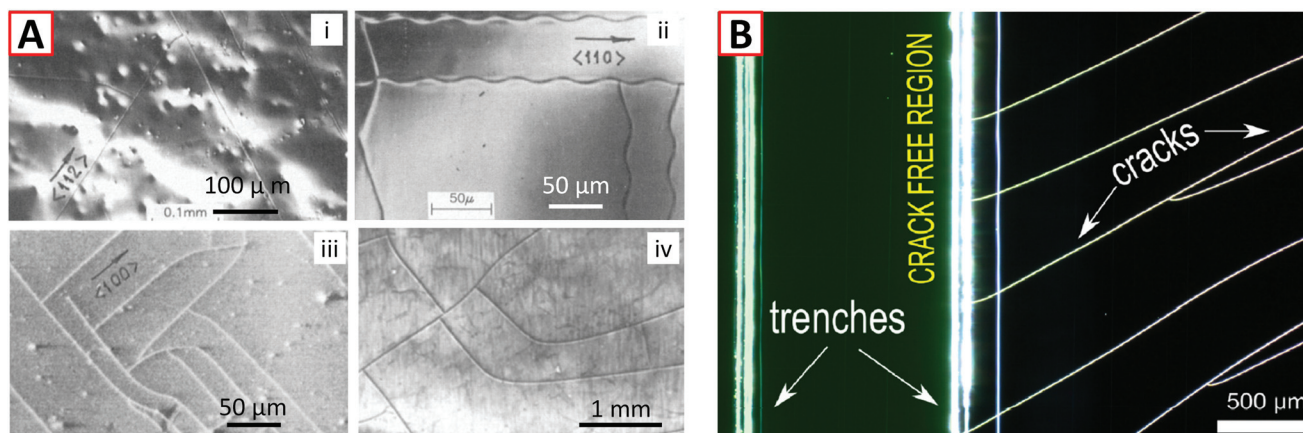 A
i
<112>
0.1mm
100 µ m
ii
<110>
50µ
50 µm
iii
<100>
50 µm
iv
1 mm
B
CRACK FREE REGION
cracks
trenches
500 µm